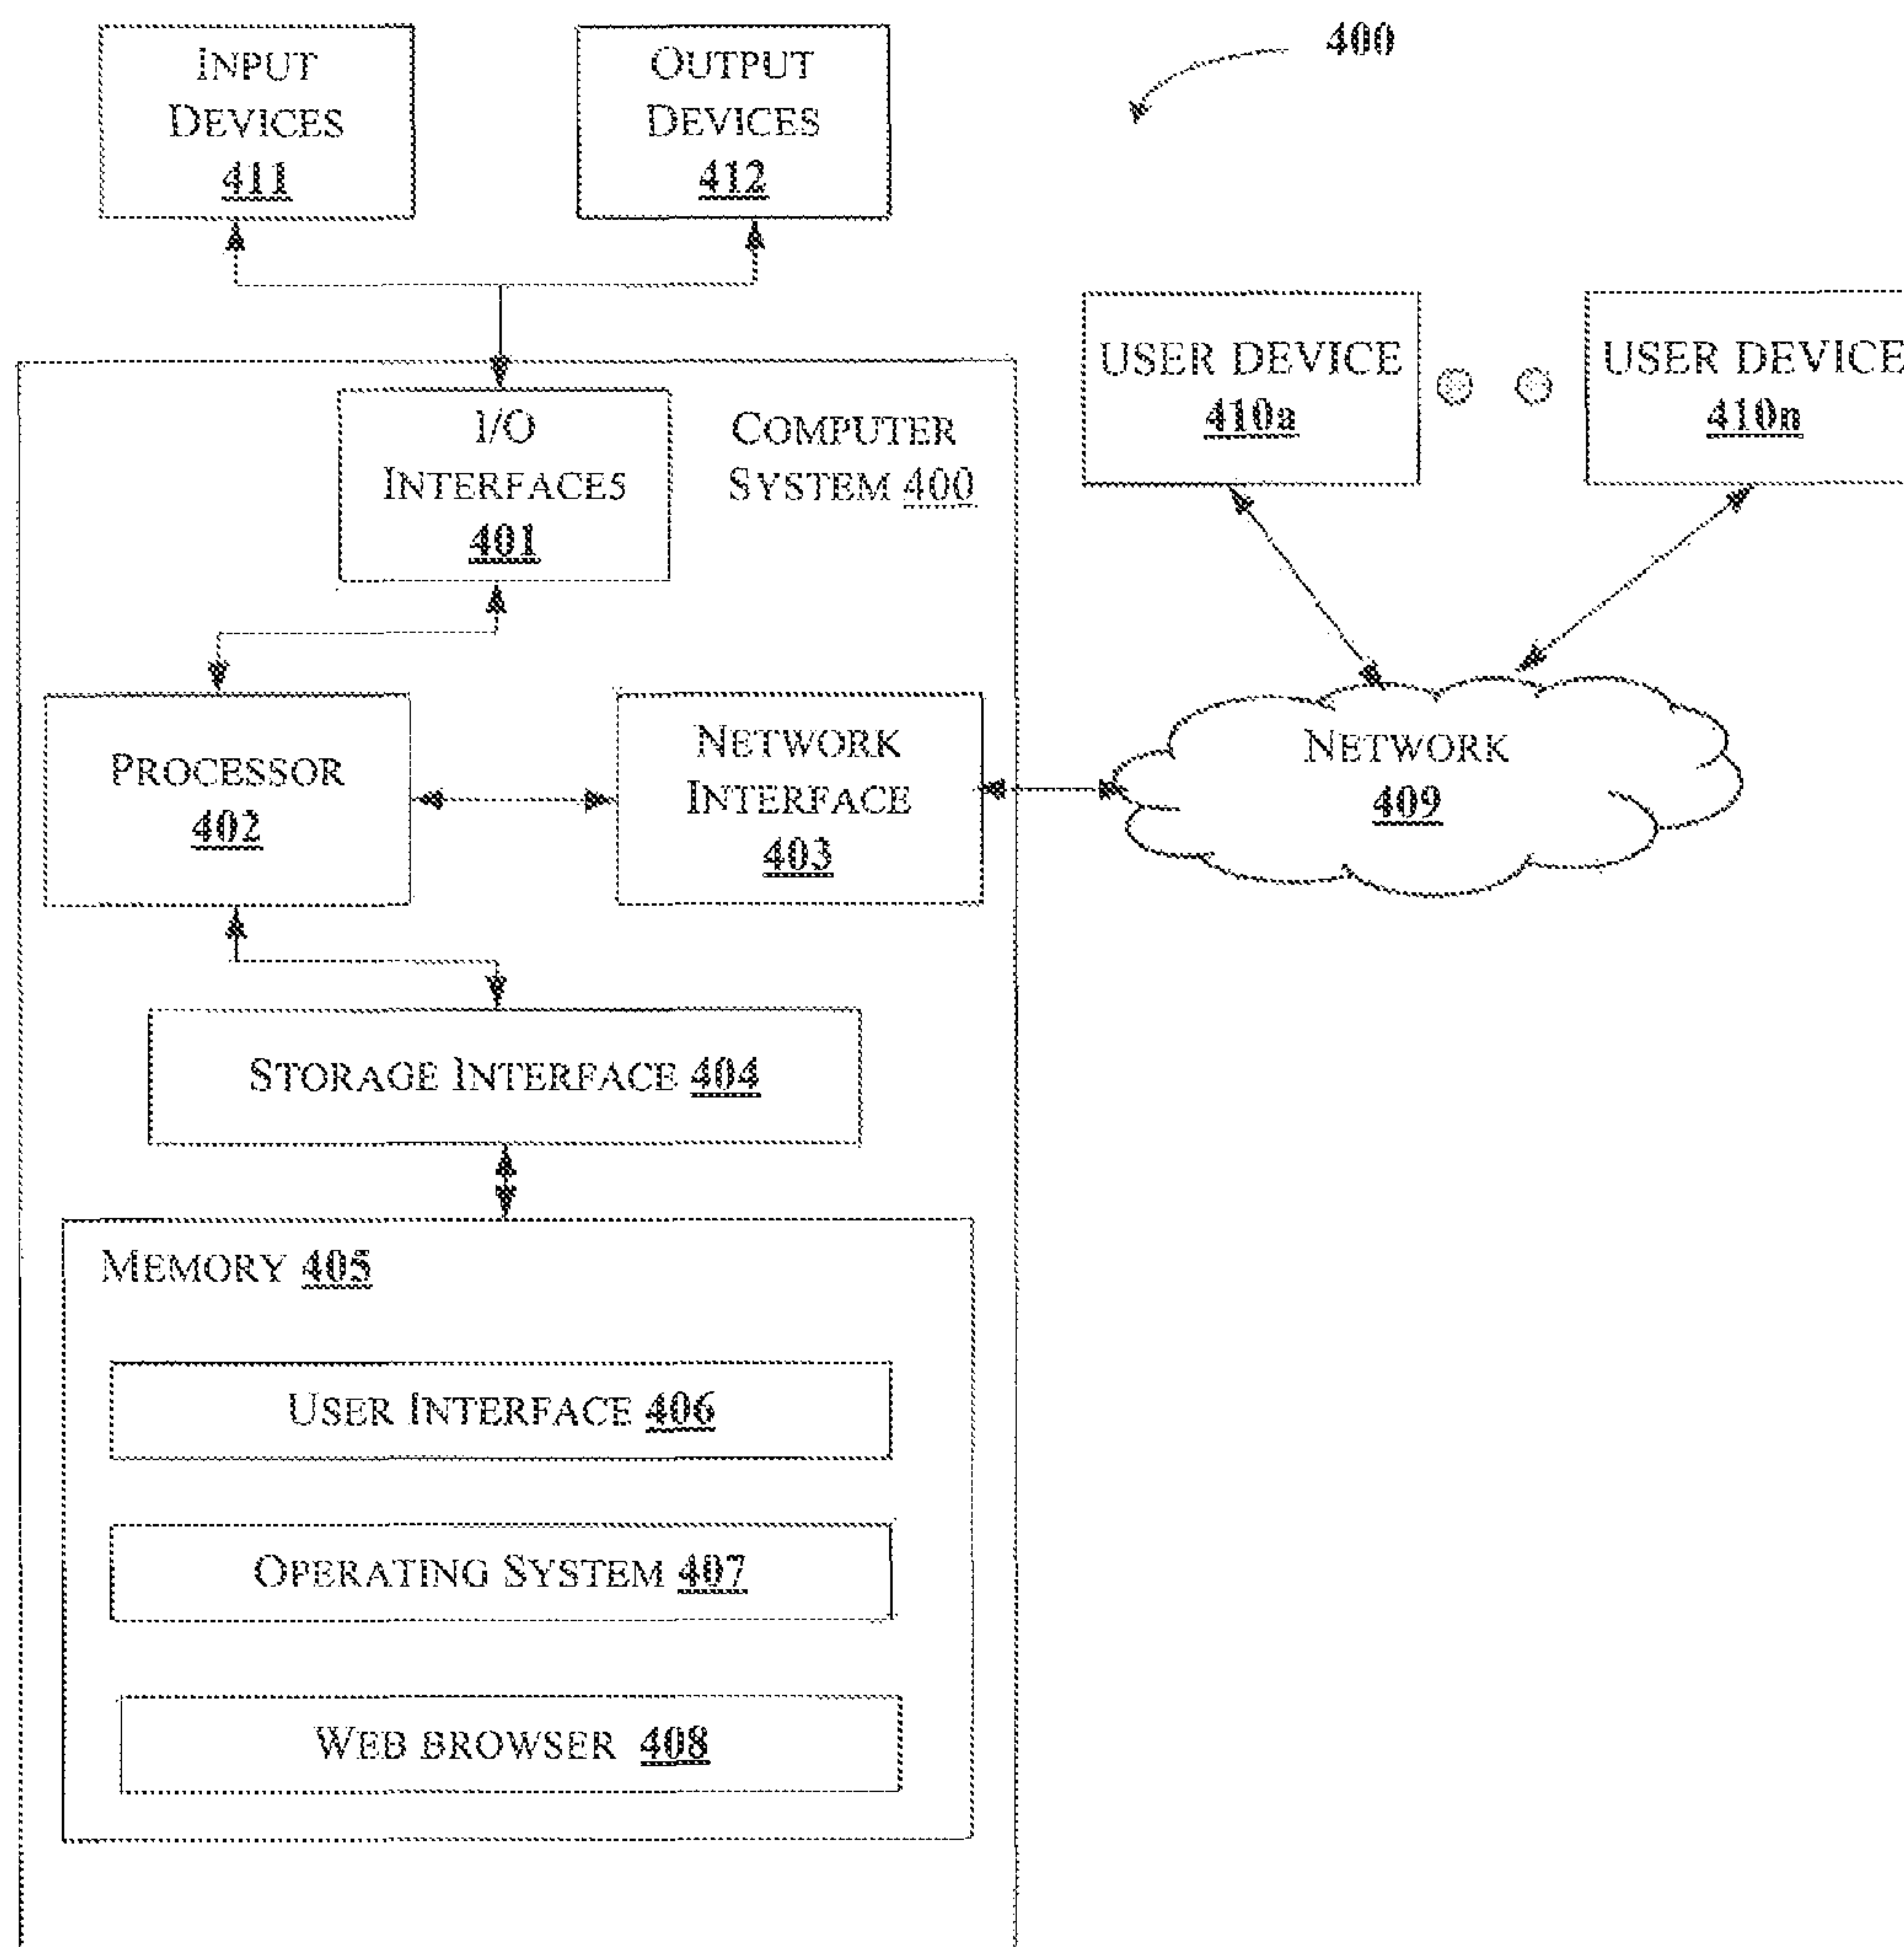 INPUT
DEVICES
411
OUTPUT
DEVICES
412
400
I/O
INTERFACES
401
COMPUTER
SYSTEM 400
USER DEVICE
410a
USER DEVICE
410n
PROCESSOR
402
NETWORK
INTERFACE
403
NETWORK
409
STORAGE INTERFACE 404
MEMORY 405
USER INTERFACE 406
OPERATING SYSTEM 407
WEB BROWSER 408